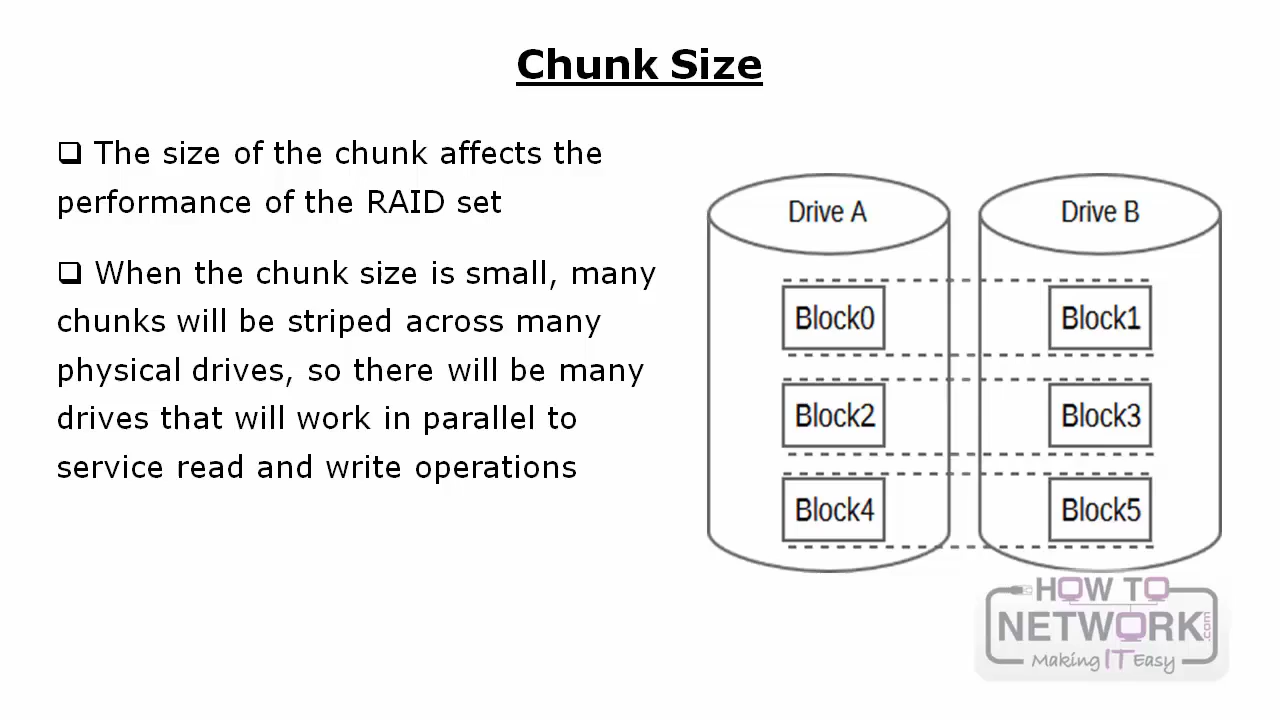 Chunk Size
❑ The size of the chunk affects the
performance of the RAID set
❑ When the chunk size is small, many
chunks will be striped across many
physical drives, so there will be many
drives that will work in parallel to
service read and write operations
Drive A
Drive B
Block0
Block1
Block2
Block3
Block4
Block5
HOW TO
NETWORK.com
Making IT Easy